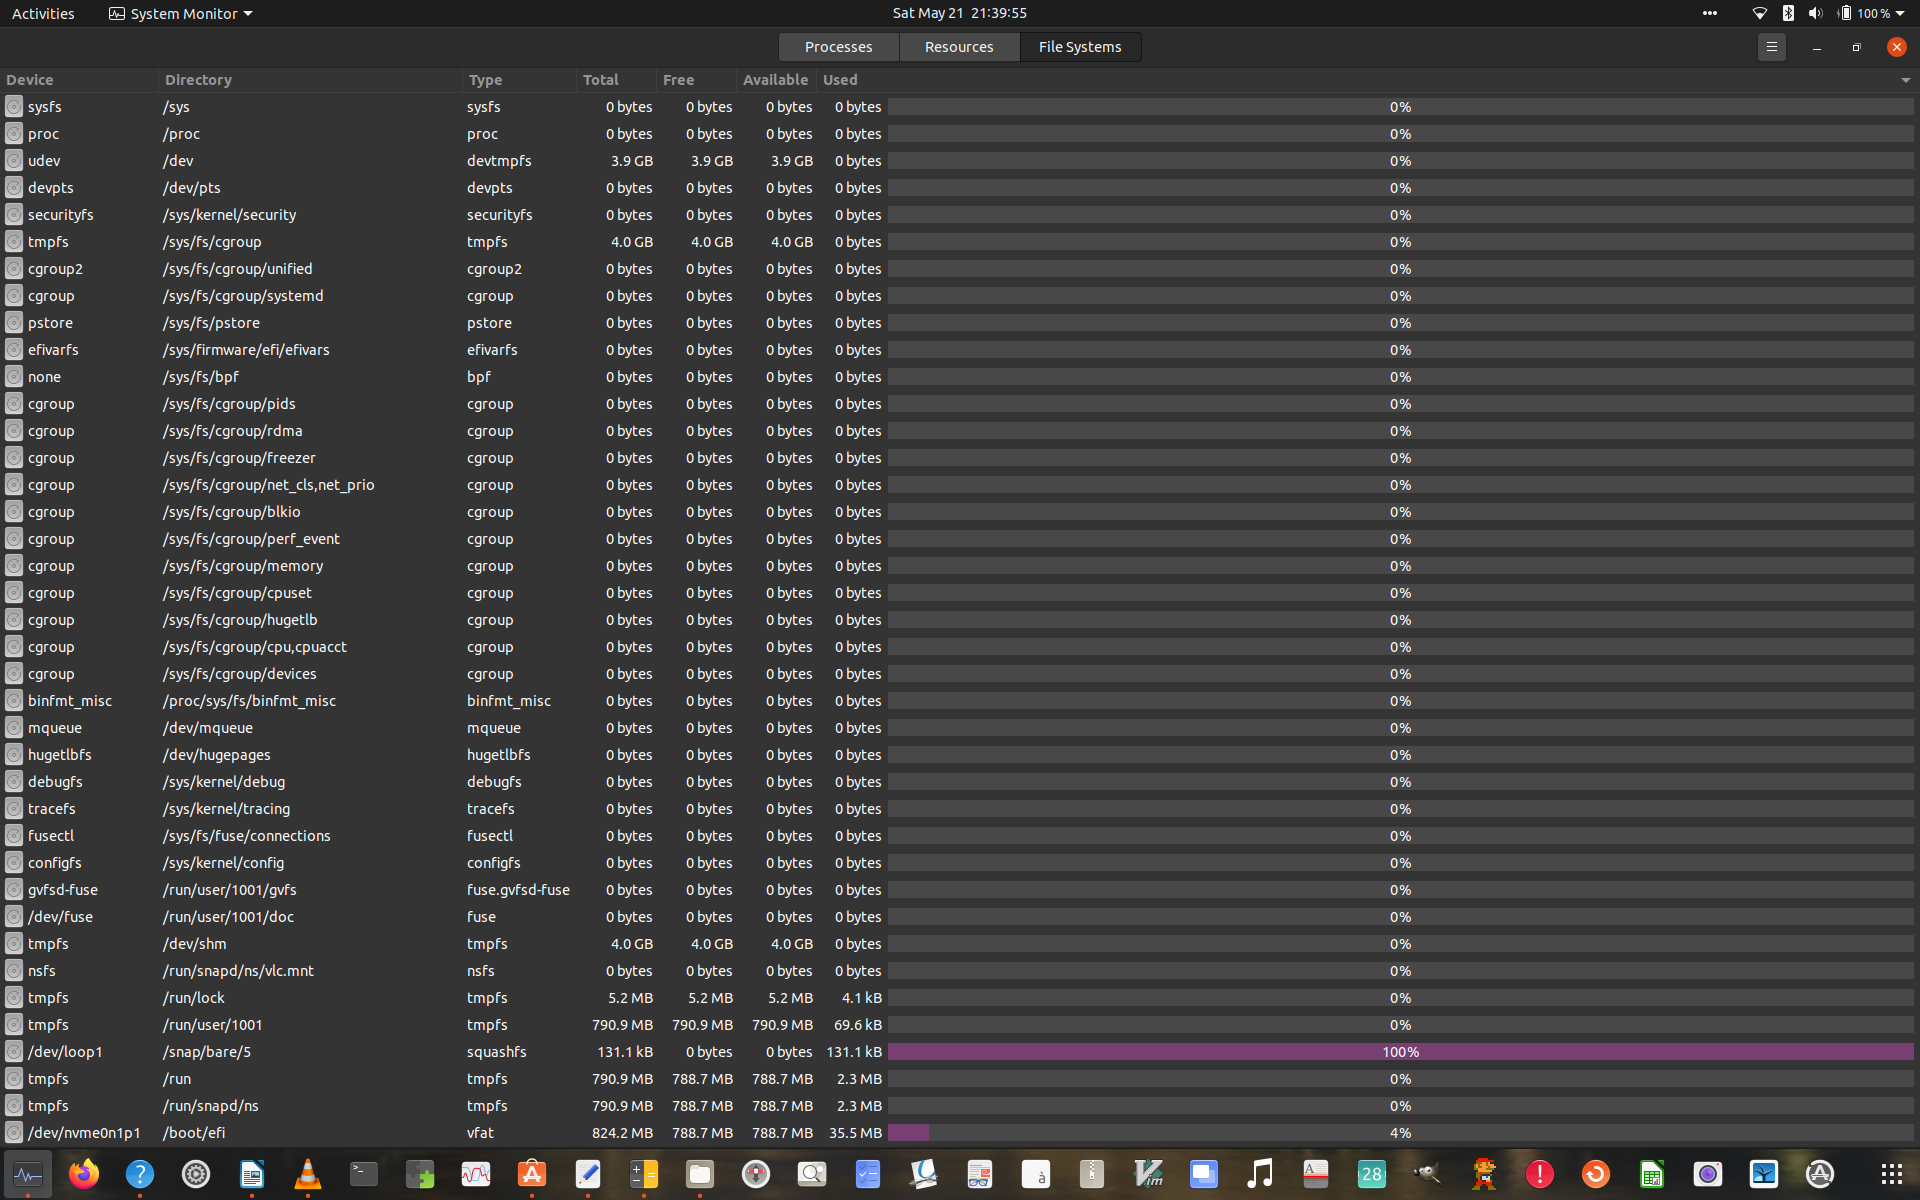 Activities System Monitor Sat May 21 21:39:55 100 %
Processes Resources File Systems
Device Directory Type Total Free Available Used
sysfs /sys sysfs 0 bytes 0 bytes 0 bytes 0 bytes 0%
proc /proc proc 0 bytes 0 bytes 0 bytes 0 bytes 0%
udev /dev devtmpfs 3.9 GB 3.9 GB 3.9 GB 0 bytes 0%
devpts /dev/pts devpts 0 bytes 0 bytes 0 bytes 0 bytes 0%
securityfs /sys/kernel/security securityfs 0 bytes 0 bytes 0 bytes 0 bytes 0%
tmpfs /sys/fs/cgroup tmpfs 4.0 GB 4.0 GB 4.0 GB 0 bytes 0%
cgroup2 /sys/fs/cgroup/unified cgroup2 0 bytes 0 bytes 0 bytes 0 bytes 0%
cgroup /sys/fs/cgroup/systemd cgroup 0 bytes 0 bytes 0 bytes 0 bytes 0%
pstore /sys/fs/pstore pstore 0 bytes 0 bytes 0 bytes 0 bytes 0%
efivarfs /sys/firmware/efi/efivars efivarfs 0 bytes 0 bytes 0 bytes 0 bytes 0%
none /sys/fs/bpf bpf 0 bytes 0 bytes 0 bytes 0 bytes 0%
cgroup /sys/fs/cgroup/pids cgroup 0 bytes 0 bytes 0 bytes 0 bytes 0%
cgroup /sys/fs/cgroup/rdma cgroup 0 bytes 0 bytes 0 bytes 0 bytes 0%
cgroup /sys/fs/cgroup/freezer cgroup 0 bytes 0 bytes 0 bytes 0 bytes 0%
cgroup /sys/fs/cgroup/net_cls,net_prio cgroup 0 bytes 0 bytes 0 bytes 0 bytes 0%
cgroup /sys/fs/cgroup/blkio cgroup 0 bytes 0 bytes 0 bytes 0 bytes 0%
cgroup /sys/fs/cgroup/perf_event cgroup 0 bytes 0 bytes 0 bytes 0 bytes 0%
cgroup /sys/fs/cgroup/memory cgroup 0 bytes 0 bytes 0 bytes 0 bytes 0%
cgroup /sys/fs/cgroup/cpuset cgroup 0 bytes 0 bytes 0 bytes 0 bytes 0%
cgroup /sys/fs/cgroup/hugetlb cgroup 0 bytes 0 bytes 0 bytes 0 bytes 0%
cgroup /sys/fs/cgroup/cpu,cpuacct cgroup 0 bytes 0 bytes 0 bytes 0 bytes 0%
cgroup /sys/fs/cgroup/devices cgroup 0 bytes 0 bytes 0 bytes 0 bytes 0%
binfmt_misc /proc/sys/fs/binfmt_misc binfmt_misc 0 bytes 0 bytes 0 bytes 0 bytes 0%
mqueue /dev/mqueue mqueue 0 bytes 0 bytes 0 bytes 0 bytes 0%
hugetlbfs /dev/hugepages hugetlbfs 0 bytes 0 bytes 0 bytes 0 bytes 0%
debugfs /sys/kernel/debug debugfs 0 bytes 0 bytes 0 bytes 0 bytes 0%
tracefs /sys/kernel/tracing tracefs 0 bytes 0 bytes 0 bytes 0 bytes 0%
fusectl /sys/fs/fuse/connections fusectl 0 bytes 0 bytes 0 bytes 0 bytes 0%
configfs /sys/kernel/config configfs 0 bytes 0 bytes 0 bytes 0 bytes 0%
gvfsd-fuse /run/user/1001/gvfs fuse.gvfsd-fuse 0 bytes 0 bytes 0 bytes 0 bytes 0%
/dev/fuse /run/user/1001/doc fuse 0 bytes 0 bytes 0 bytes 0 bytes 0%
tmpfs /dev/shm tmpfs 4.0 GB 4.0 GB 4.0 GB 0 bytes 0%
nsfs /run/snapd/ns/vlc.mnt nsfs 0 bytes 0 bytes 0 bytes 0 bytes 0%
tmpfs /run/lock tmpfs 5.2 MB 5.2 MB 5.2 MB 4.1 kB 0%
tmpfs /run/user/1001 tmpfs 790.9 MB 790.9 MB 790.9 MB 69.6 kB 0%
/dev/loop1 /snap/bare/5 squashfs 131.1 kB 0 bytes 0 bytes 131.1 kB 100%
tmpfs /run tmpfs 790.9 MB 788.7 MB 788.7 MB 2.3 MB 0%
tmpfs /run/snapd/ns tmpfs 790.9 MB 788.7 MB 788.7 MB 2.3 MB 0%
/dev/nvme0n1p1 /boot/efi vfat 824.2 MB 788.7 MB 788.7 MB 35.5 MB 4%
28